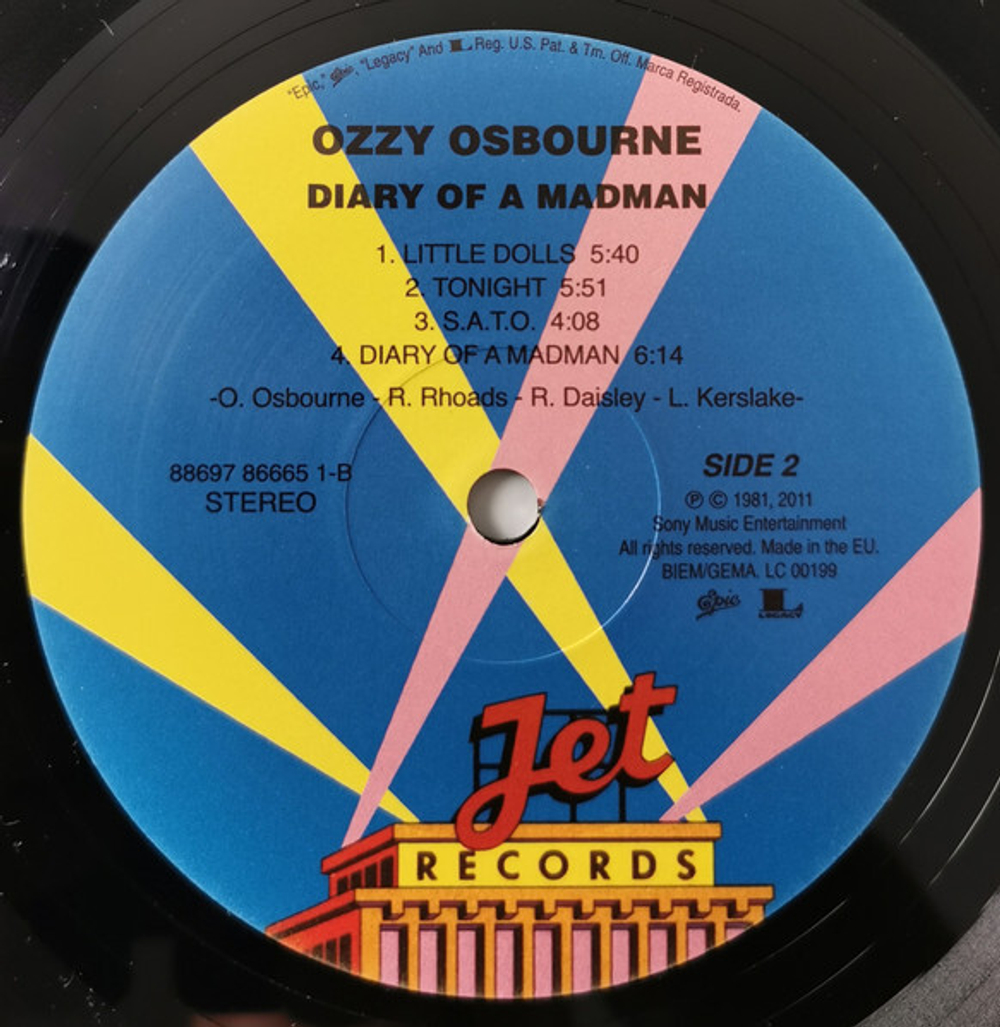 "Epic," Epic, "Legacy" And L Reg. U.S. Pat. & Tm. Off. Marca Registrada.
OZZY OSBOURNE
DIARY OF A MADMAN
1. LITTLE DOLLS 5:40
2. TONIGHT 5:51
3. S.A.T.O. 4:08
4. DIARY OF A MADMAN 6:14
-O. Osbourne - R. Rhoads - R. Daisley - L. Kerslake-
88697 86665 1-B
STEREO
SIDE 2
℗ © 1981, 2011
Sony Music Entertainment
All rights reserved. Made in the EU.
BIEM/GEMA. LC 00199
Epic LEGACY
Jet
RECORDS